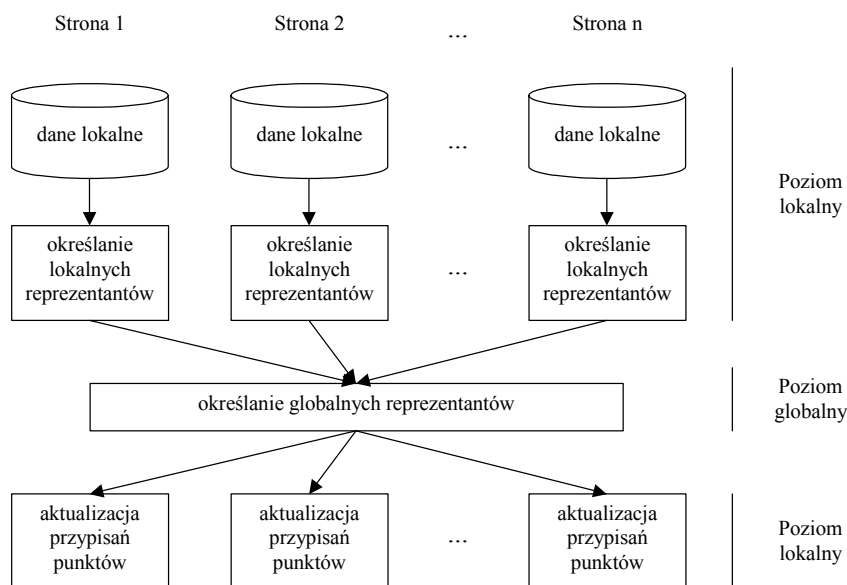 Strona 1
Strona 2
...
Strona n
dane lokalne
dane lokalne
...
dane lokalne
Poziom
lokalny
określanie
lokalnych
reprezentantów
określanie
lokalnych
reprezentantów
...
określanie
lokalnych
reprezentantów
określanie globalnych reprezentantów
Poziom
globalny
aktualizacja
przypisań
punktów
aktualizacja
przypisań
punktów
...
aktualizacja
przypisań
punktów
Poziom
lokalny